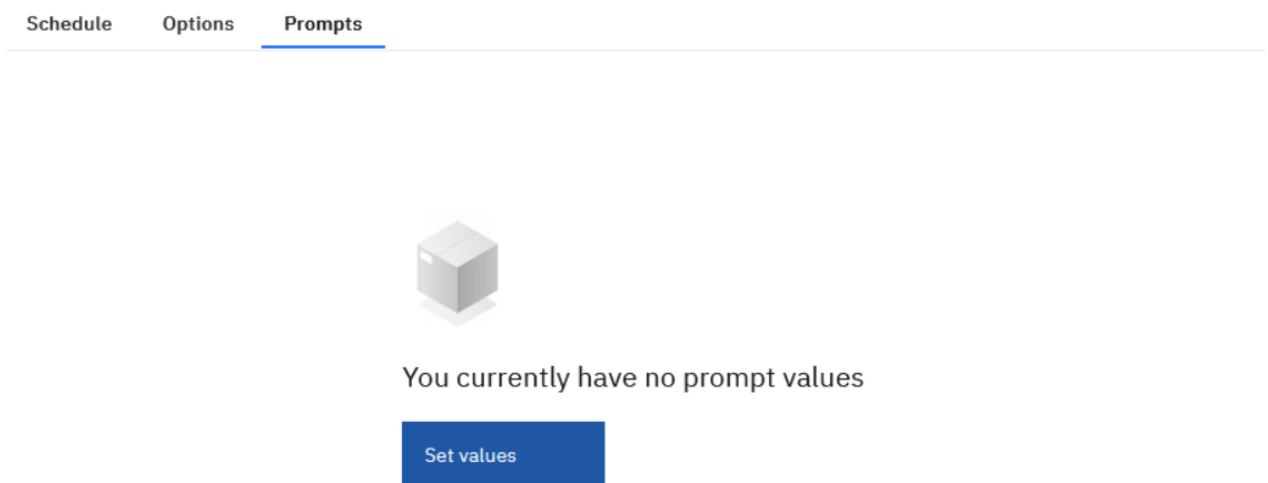 Schedule Options Prompts
You currently have no prompt values
Set values